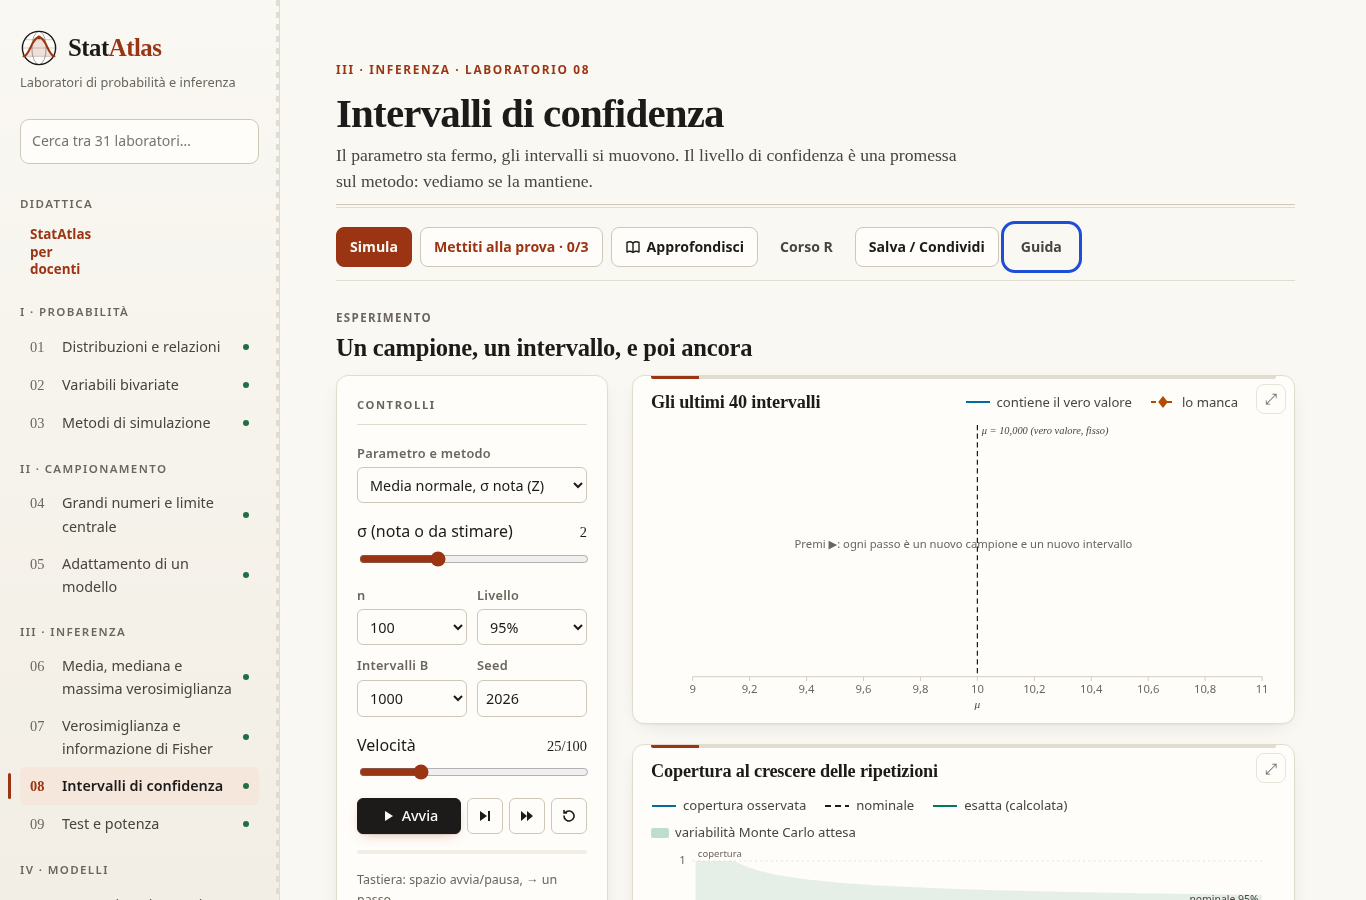 StatAtlas
Laboratori di probabilità e inferenza
Cerca tra 31 laboratori...
DIDATTICA
StatAtlas
per
docenti
I · PROBABILITÀ
01 Distribuzioni e relazioni
02 Variabili bivariate
03 Metodi di simulazione
II · CAMPIONAMENTO
04 Grandi numeri e limite
centrale
05 Adattamento di un
modello
III · INFERENZA
06 Media, mediana e
massima verosimiglianza
07 Verosimiglianza e
informazione di Fisher
08 Intervalli di confidenza
09 Test e potenza
IV · MODELLI
III · INFERENZA · LABORATORIO 08
Intervalli di confidenza
Il parametro sta fermo, gli intervalli si muovono. Il livello di confidenza è una promessa
sul metodo: vediamo se la mantiene.
Simula Mettiti alla prova · 0/3 Approfondisci Corso R Salva / Condividi Guida
ESPERIMENTO
Un campione, un intervallo, e poi ancora
CONTROLLI
Parametro e metodo
Media normale, σ nota (Z)
σ (nota o da stimare) 2
n Livello
100 95%
Intervalli B Seed
1000 2026
Velocità 25/100
Avvia
Tastiera: spazio avvia/pausa, → un
passo
Gli ultimi 40 intervalli
contiene il vero valore lo manca
μ = 10,000 (vero valore, fisso)
Premi ▶: ogni passo è un nuovo campione e un nuovo intervallo
9 9,2 9,4 9,6 9,8 10 10,2 10,4 10,6 10,8 11
μ
Copertura al crescere delle ripetizioni
copertura osservata nominale esatta (calcolata)
variabilità Monte Carlo attesa
copertura
1
nominale 95%